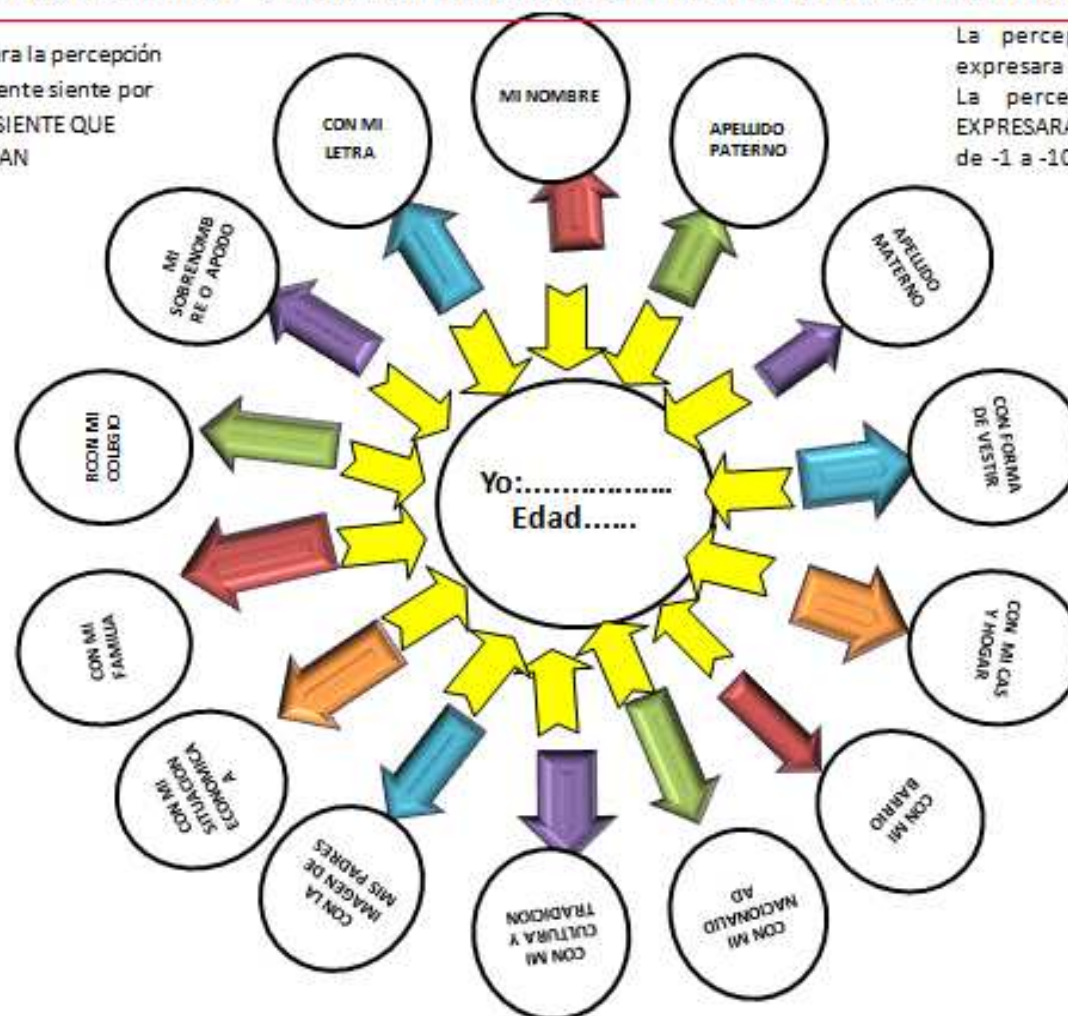 ra la percepción
ente siente por
SIENTE QUE
AN
La perce
expresara
La perce
EXPRESARA
de -1 a -10
MI NOMBRE
APELLIDO
PATERNO
APELLIDO
MATERNO
CON FORMA
DE VESTIR
CON MI CAS
Y HOGAR
CON MI
BARRIO
CON MI
NACIONALID
AD
CON MI
CULTURA Y
TRADICION
CON LA
IMAGEN DE
MIS PADRES
CON MI
SITUACION
ECONOMICA
A
CON MI
FAMILIA
RCON MI
COLEGIO
MI
SOBRENOMB
RE O APODO
CON MI
LETRA
Yo:.................
Edad......